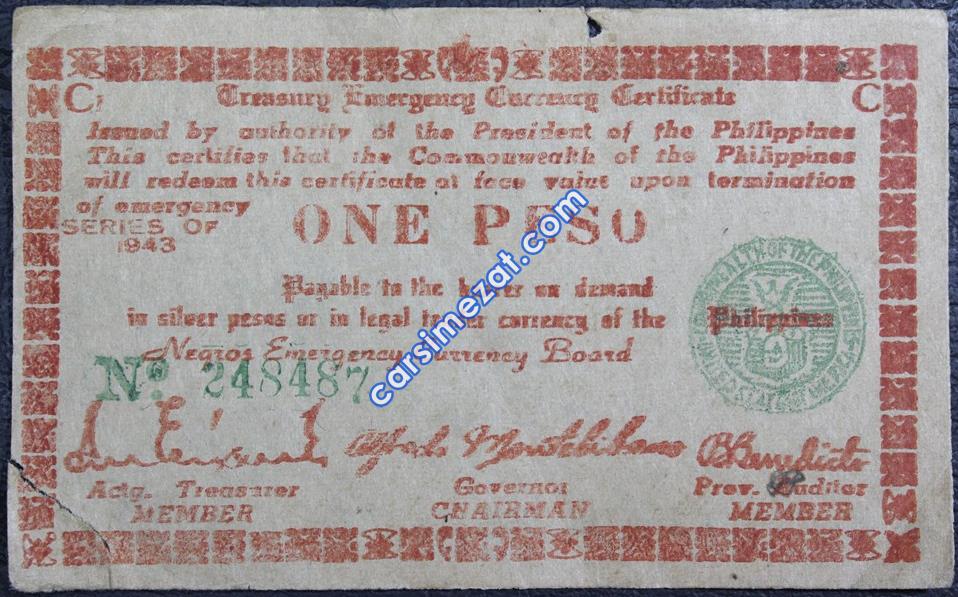 C₁ Treasury Emergency Currency Certificate C
Issued by authority of the President of the Philippines
This certifies that the Commonwealth of the Philippines
will redeem this certificate at face value upon termination
of emergency
SERIES OF
1943
ONE PESO
Payable to the bearer on demand
in silver pesos or in legal tender currency of the Philippines
Negros Emergency Currency Board
No. 248487
Actg. Treasurer
MEMBER
Governor
CHAIRMAN
B Benedicto
Prov. Auditor
MEMBER
carsimezat.com